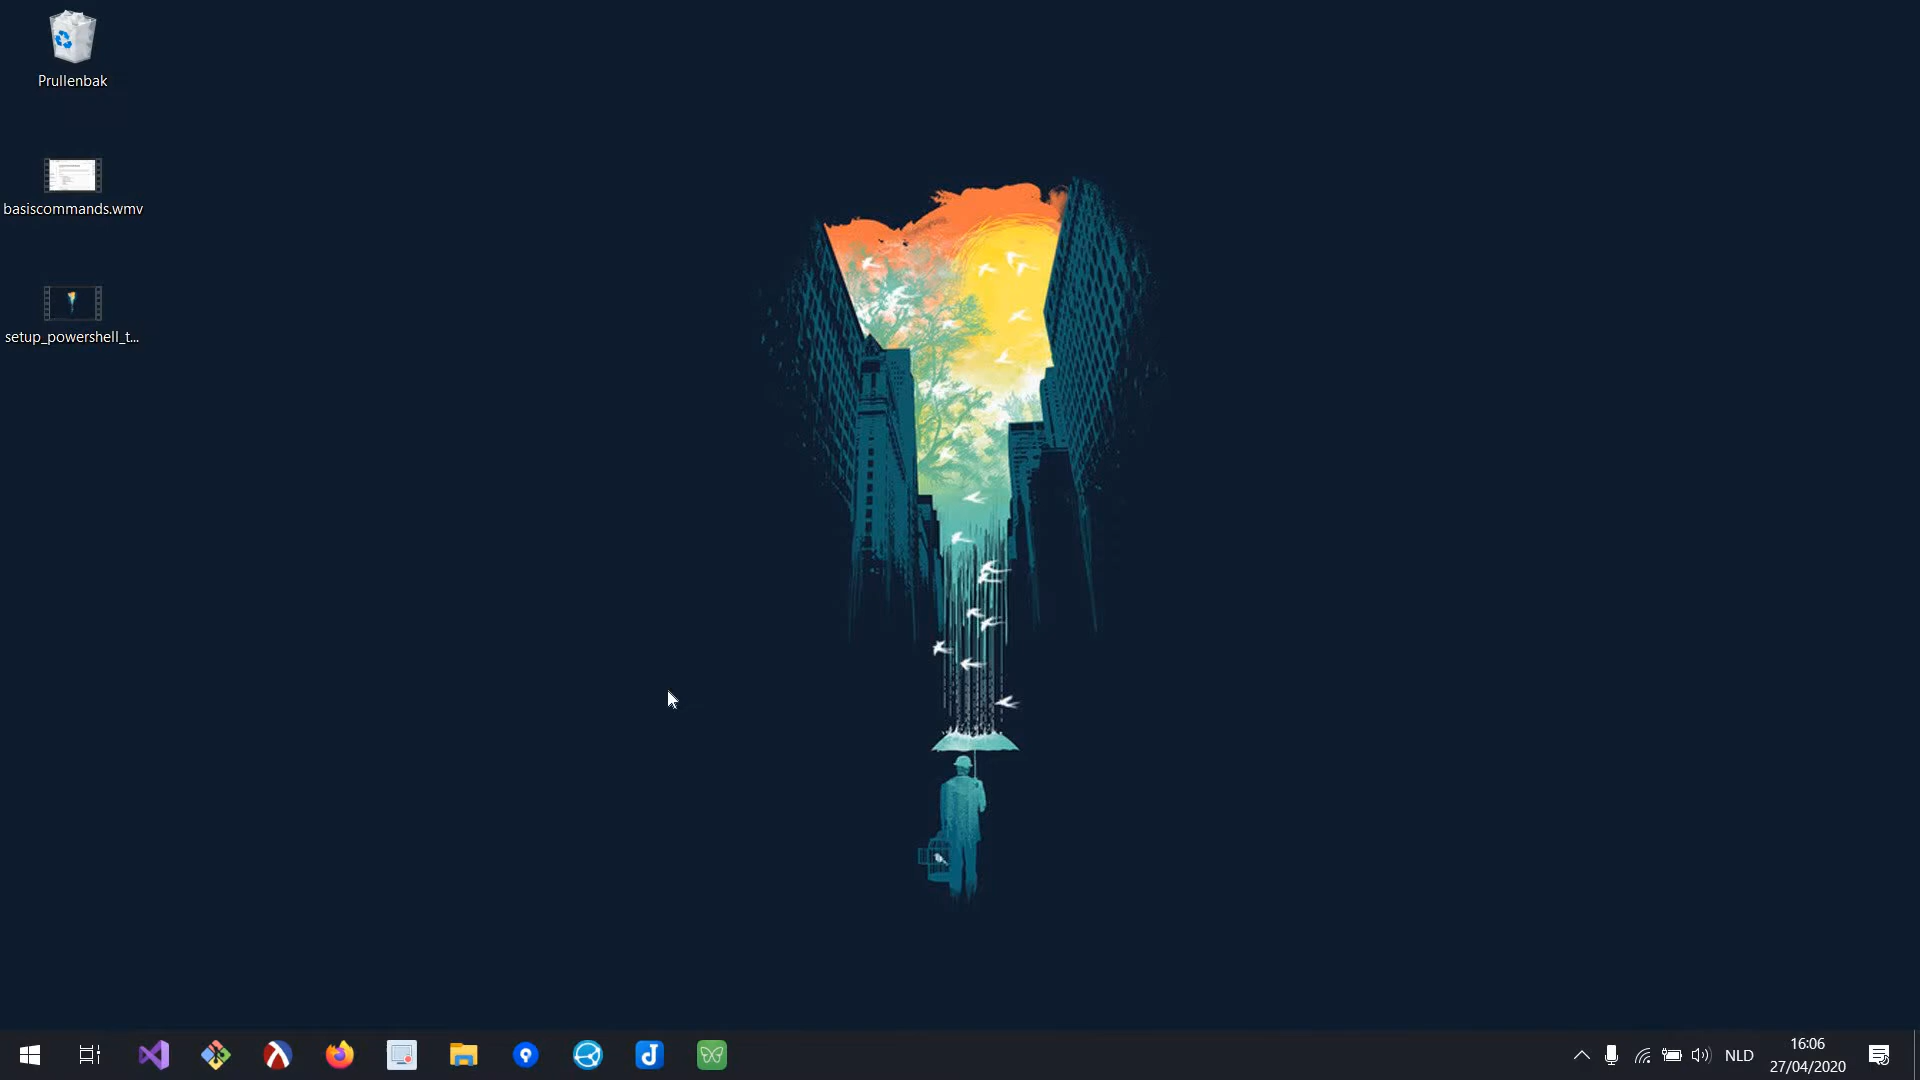 Prullenbak
basiscommands.wmv
setup_powershell_t...
NLD
16:06
27/04/2020